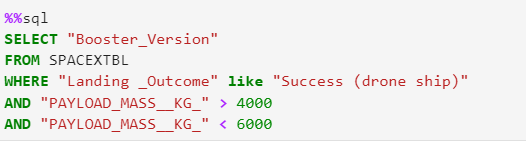 %%sql
SELECT "Booster_Version"
FROM SPACEXTBL
WHERE "Landing _Outcome" like "Success (drone ship)"
AND "PAYLOAD_MASS__KG_" > 4000
AND "PAYLOAD_MASS__KG_" < 6000